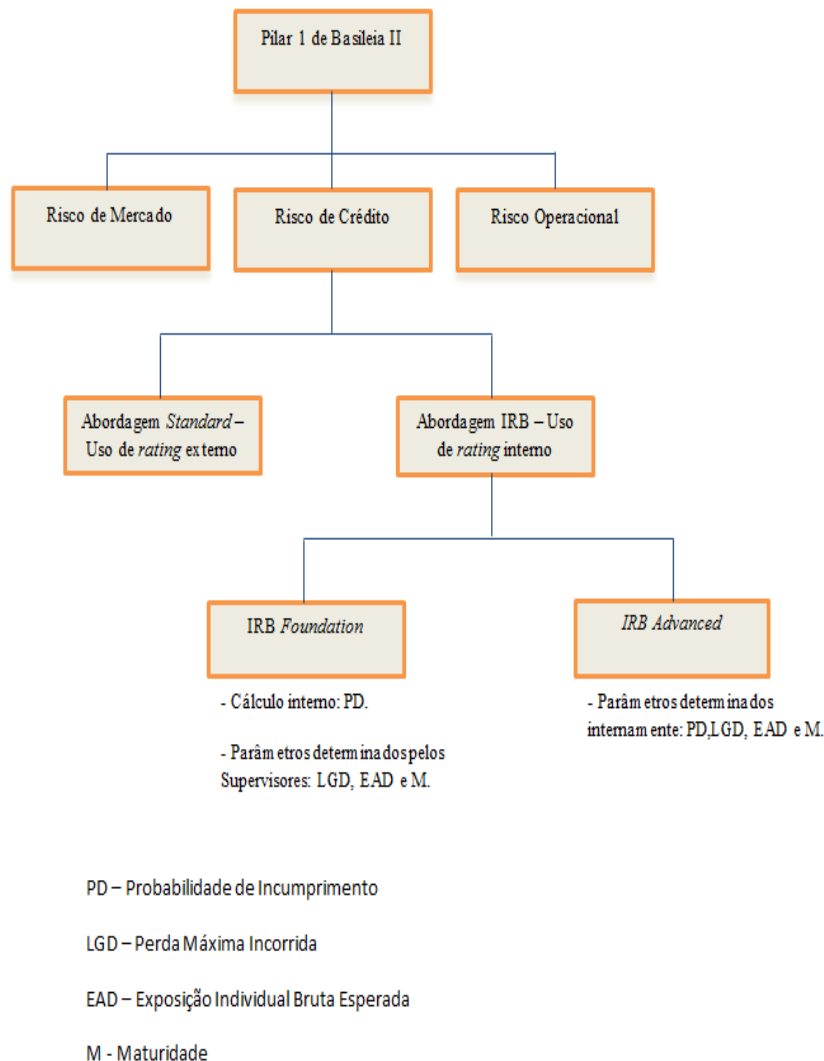 Pilar 1 de Basileia II
Risco de Mercado
Risco de Crédito
Risco Operacional
Abordagem Standard –
Uso de rating externo
Abordagem IRB – Uso
de rating interno
IRB Foundation
IRB Advanced
- Cálculo interno: PD.
- Parâmetros determinados pelos
Supervisores: LGD, EAD e M.
- Parâmetros determinados
internamente: PD,LGD, EAD e M.
PD – Probabilidade de Incumprimento
LGD – Perda Máxima Incorrida
EAD – Exposição Individual Bruta Esperada
M - Maturidade